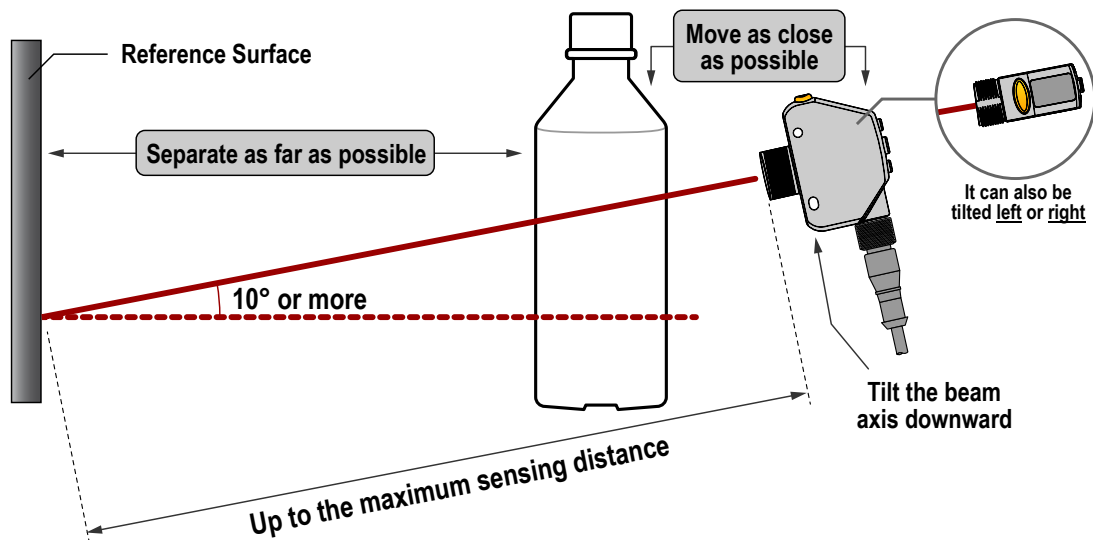 Reference Surface
Move as close
as possible
Separate as far as possible
It can also be
tilted left or right
10° or more
Tilt the beam
axis downward
Up to the maximum sensing distance